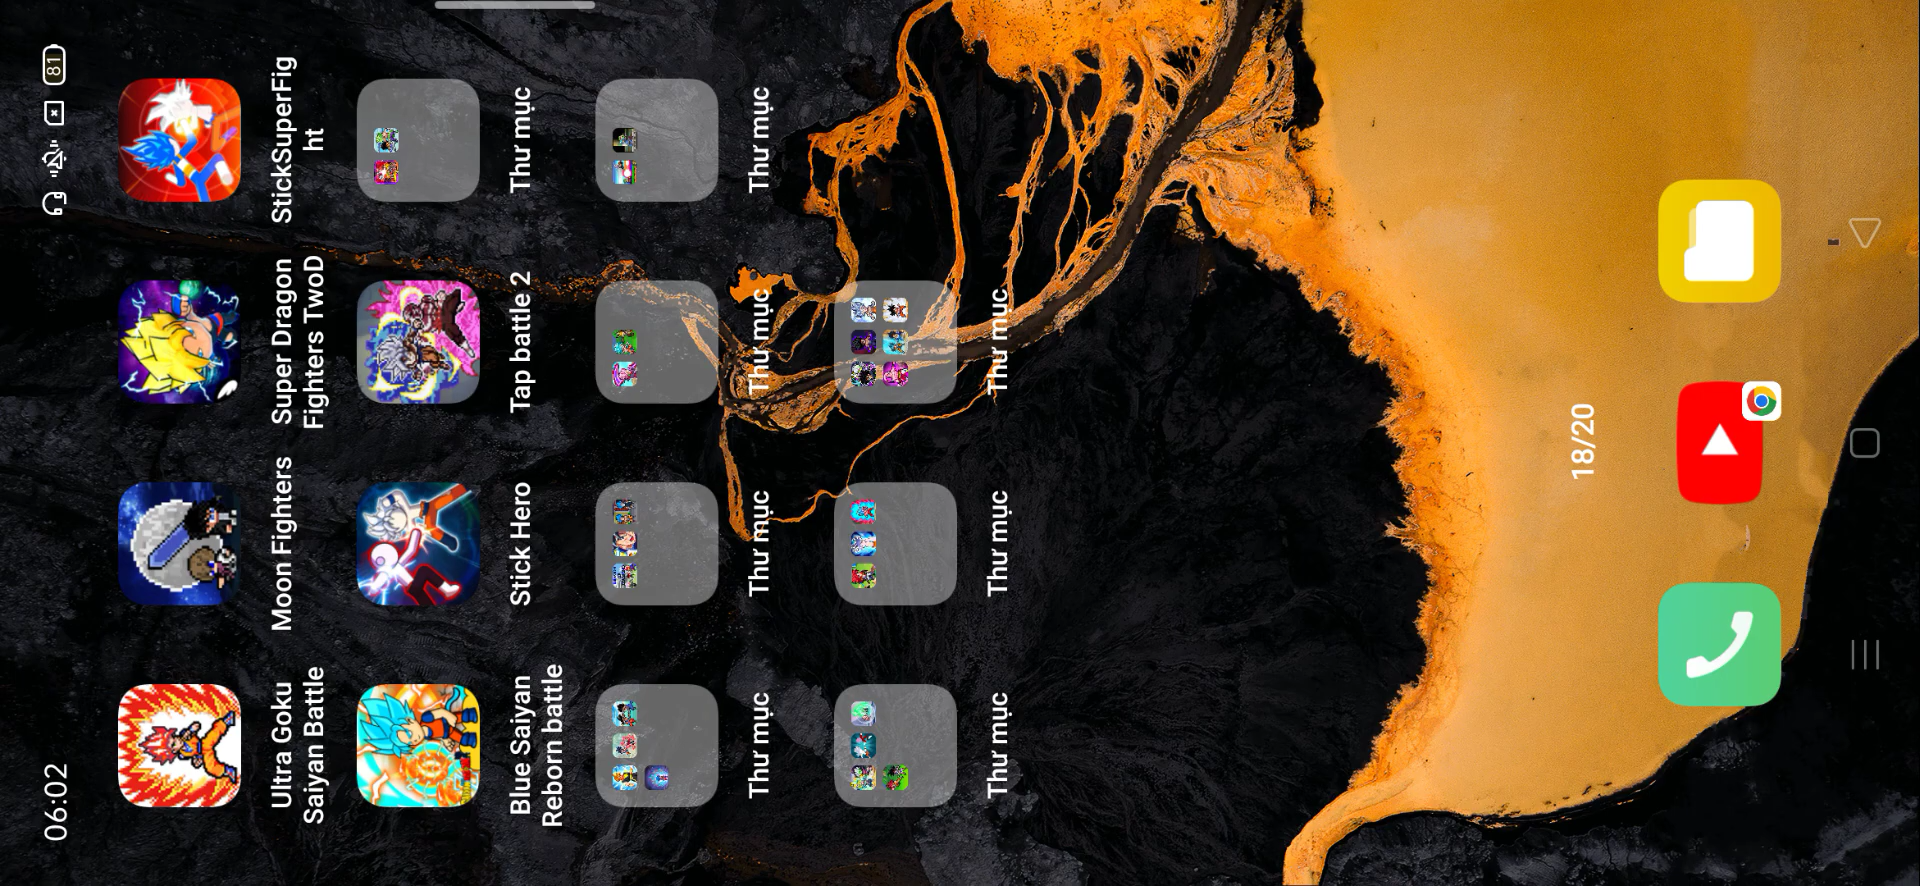 06:02
81
Ultra Goku
Saiyan Battle
Moon Fighters
Super Dragon
Fighters TwoD
StickSuperFig
ht
Blue Saiyan
Reborn battle
Stick Hero
Tap battle 2
Thư mục
Thư mục
Thư mục
Thư mục
Thư mục
Thư mục
Thư mục
Thư mục
18/20